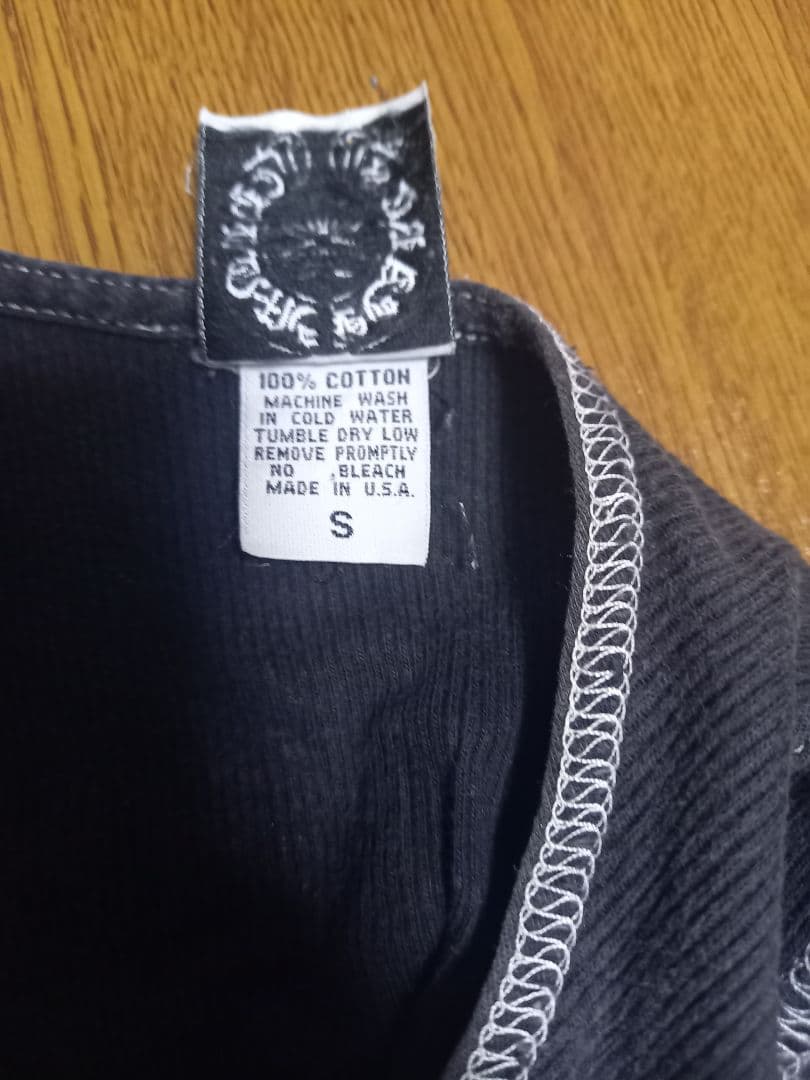 100% COTTON
MACHINE WASH
IN COLD WATER
TUMBLE DRY LOW
REMOVE PROMPTLY
NO BLEACH
MADE IN U.S.A.
S